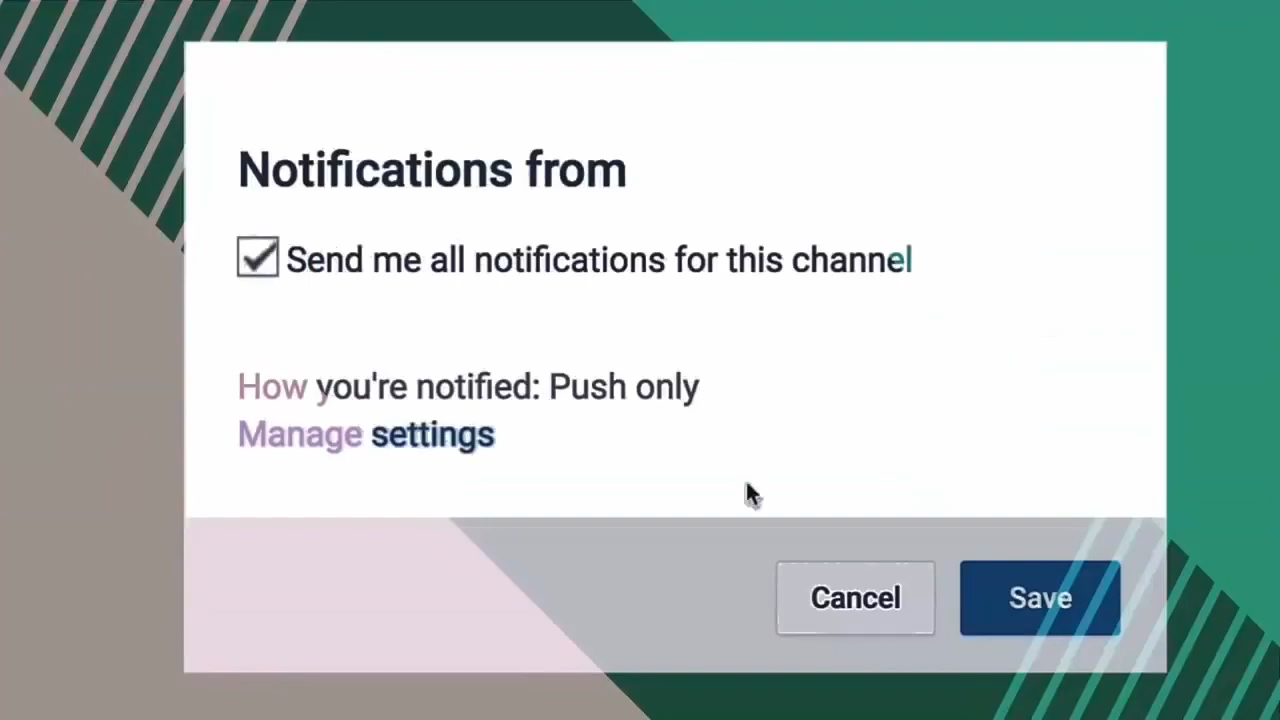 Notifications from
Send me all notifications for this channel
How you're notified: Push only
Manage settings
Cancel
Save